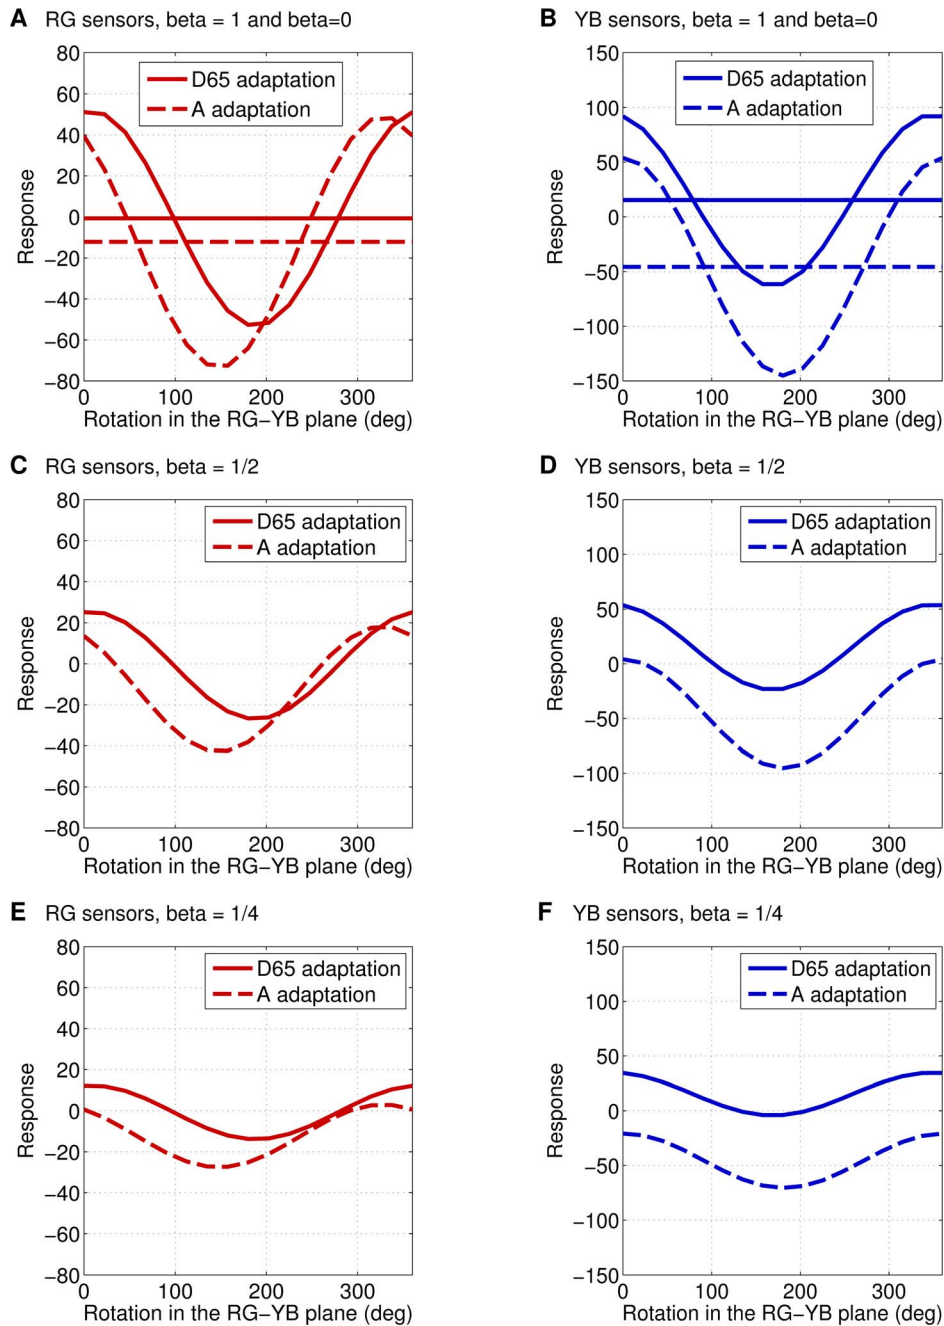 A RG sensors, beta = 1 and beta=0
80
60
40
20
0
−20
−40
−60
−80
Response
D65 adaptation
A adaptation
0 100 200 300
Rotation in the RG−YB plane (deg)
B YB sensors, beta = 1 and beta=0
150
100
50
0
−50
−100
−150
Response
D65 adaptation
A adaptation
0 100 200 300
Rotation in the RG−YB plane (deg)
C RG sensors, beta = 1/2
80
60
40
20
0
−20
−40
−60
−80
Response
D65 adaptation
A adaptation
0 100 200 300
Rotation in the RG−YB plane (deg)
D YB sensors, beta = 1/2
150
100
50
0
−50
−100
−150
Response
D65 adaptation
A adaptation
0 100 200 300
Rotation in the RG−YB plane (deg)
E RG sensors, beta = 1/4
80
60
40
20
0
−20
−40
−60
−80
Response
D65 adaptation
A adaptation
0 100 200 300
Rotation in the RG−YB plane (deg)
F YB sensors, beta = 1/4
150
100
50
0
−50
−100
−150
Response
D65 adaptation
A adaptation
0 100 200 300
Rotation in the RG−YB plane (deg)